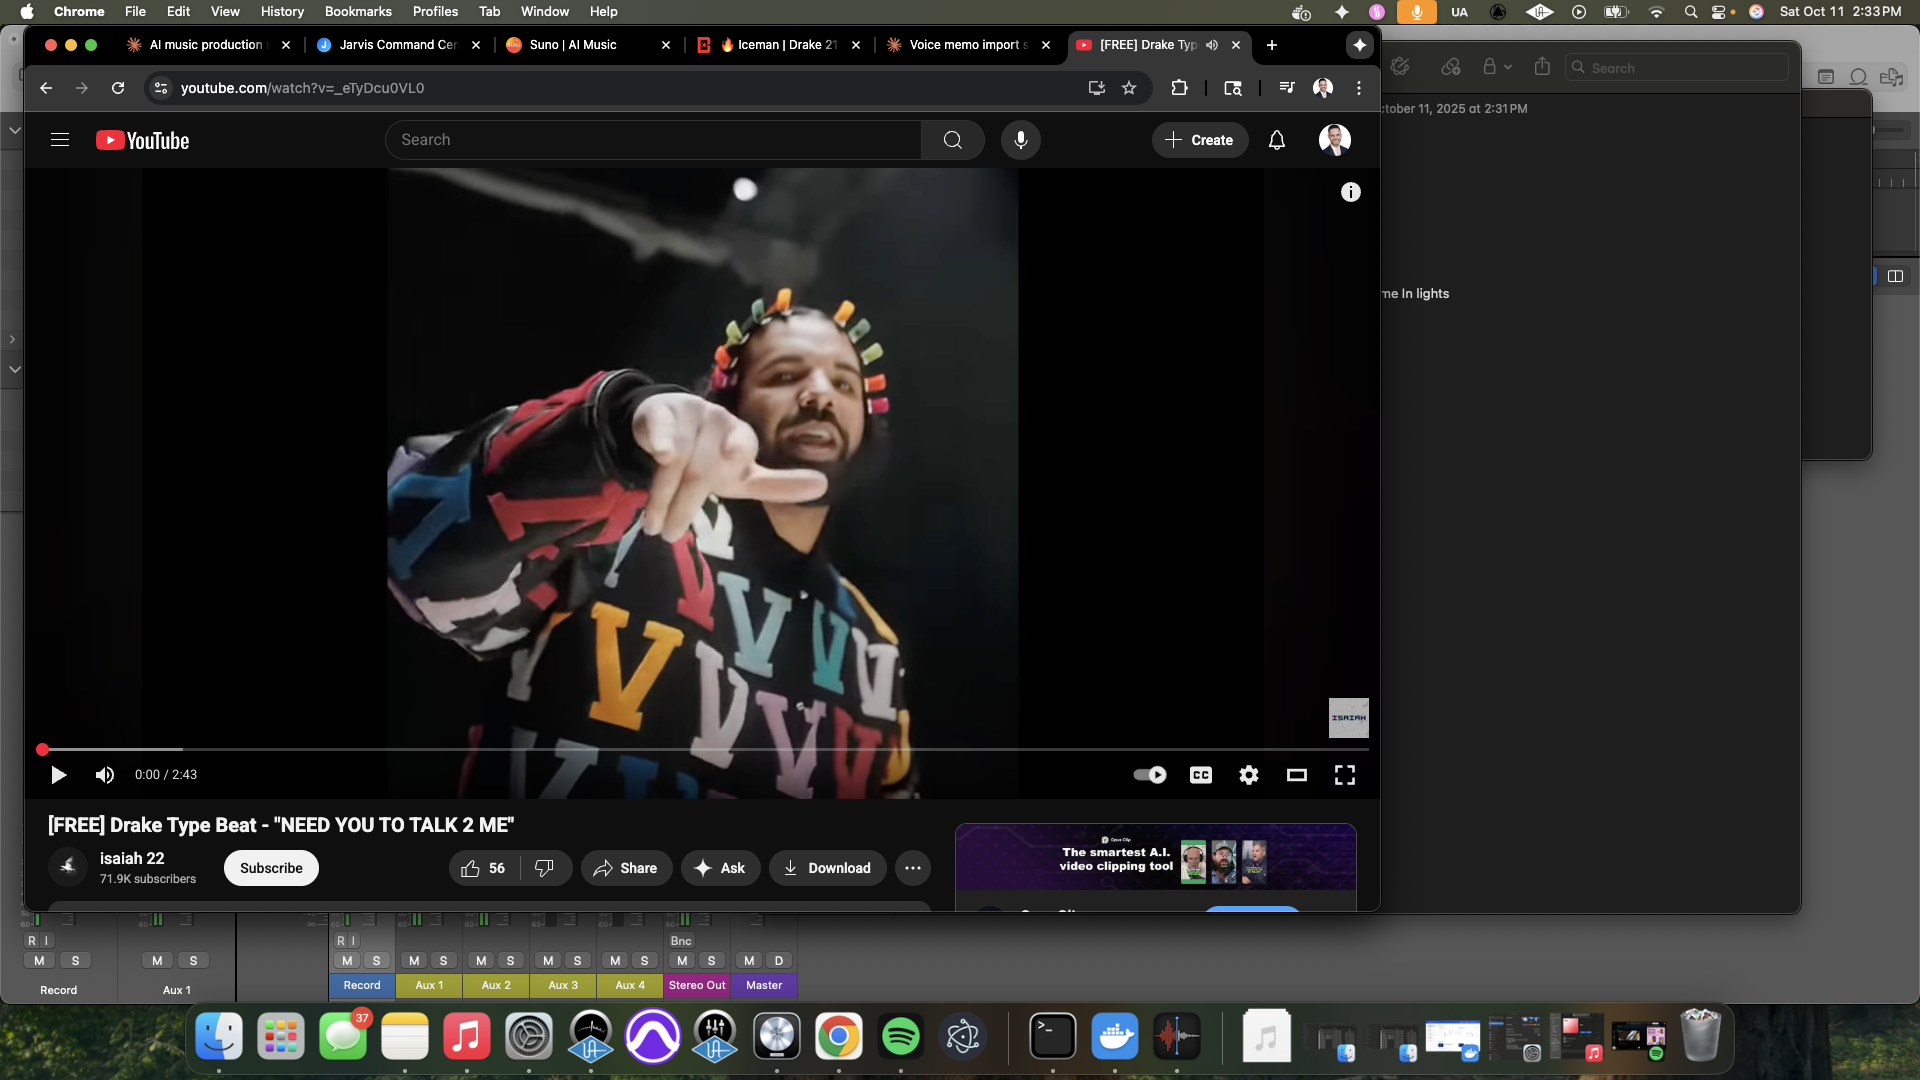 Chrome File Edit View History Bookmarks Profiles Tab Window Help
UA
Sat Oct 11 2:33 PM
AI music production
Jarvis Command Cer
Suno | AI Music
Iceman | Drake 21
Voice memo import s
[FREE] Drake Typ
youtube.com/watch?v=_eTyDcu0VL0
Search
tober 11, 2025 at 2:31 PM
YouTube
Search
Create
me In lights
ISAIAH
0:00 / 2:43
CC
[FREE] Drake Type Beat - "NEED YOU TO TALK 2 ME"
isaiah 22
71.9K subscribers
Subscribe
56
Share
Ask
Download
Opus Clip
The smartest A.I.
video clipping tool
R I
R I
Bnc
M S
M S
M S
M S
M S
M S
M S
M S
M D
Record
Aux 1
Record
Aux 1
Aux 2
Aux 3
Aux 4
Stereo Out
Master
37